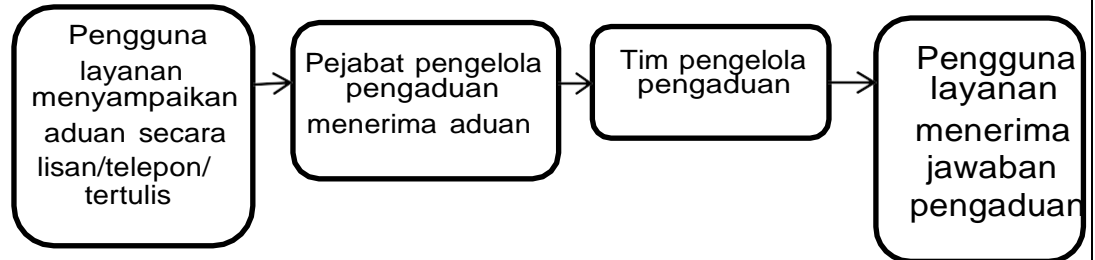 Pengguna
layanan
menyampaikan
aduan secara
lisan/telepon/
tertulis
Pejabat pengelola
pengaduan
menerima aduan
Tim pengelola
pengaduan
Pengguna
layanan
menerima
jawaban
pengaduan